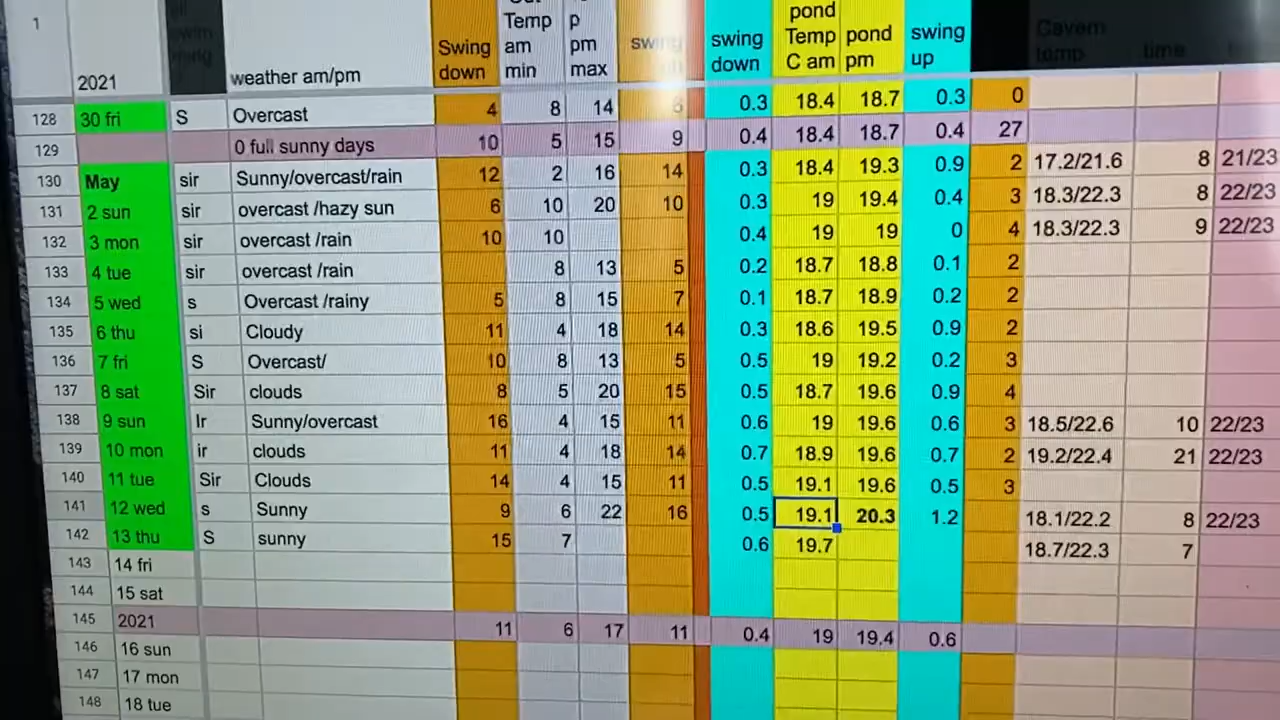 1 2021 weather am/pm Swing down Temp am min p pm max swing swing down pond Temp C am pond pm swing up temp time
128 30 fri S Overcast 4 8 14 0.3 18.4 18.7 0.3 0
129 0 full sunny days 10 5 15 9 0.4 18.4 18.7 0.4 27
130 May sir Sunny/overcast/rain 12 2 16 14 0.3 18.4 19.3 0.9 2 17.2/21.6 8 21/23
131 2 sun sir overcast /hazy sun 6 10 20 10 0.3 19 19.4 0.4 3 18.3/22.3 8 22/23
132 3 mon sir overcast /rain 10 10 0.4 19 19 0 4 18.3/22.3 9 22/23
133 4 tue sir overcast /rain 8 13 5 0.2 18.7 18.8 0.1 2
134 5 wed s Overcast /rainy 5 8 15 7 0.1 18.7 18.9 0.2 2
135 6 thu si Cloudy 11 4 18 14 0.3 18.6 19.5 0.9 2
136 7 fri S Overcast/ 10 8 13 5 0.5 19 19.2 0.2 3
137 8 sat Sir clouds 8 5 20 15 0.5 18.7 19.6 0.9 4
138 9 sun Ir Sunny/overcast 16 4 15 11 0.6 19 19.6 0.6 3 18.5/22.6 10 22/23
139 10 mon ir clouds 11 4 18 14 0.7 18.9 19.6 0.7 2 19.2/22.4 21 22/23
140 11 tue Sir Clouds 14 4 15 11 0.5 19.1 19.6 0.5 3
141 12 wed s Sunny 9 6 22 16 0.5 19.1 20.3 1.2 18.1/22.2 8 22/23
142 13 thu S sunny 15 7 0.6 19.7 18.7/22.3 7
143 14 fri
144 15 sat
145 2021 11 6 17 11 0.4 19 19.4 0.6
146 16 sun
147 17 mon
148 18 tue